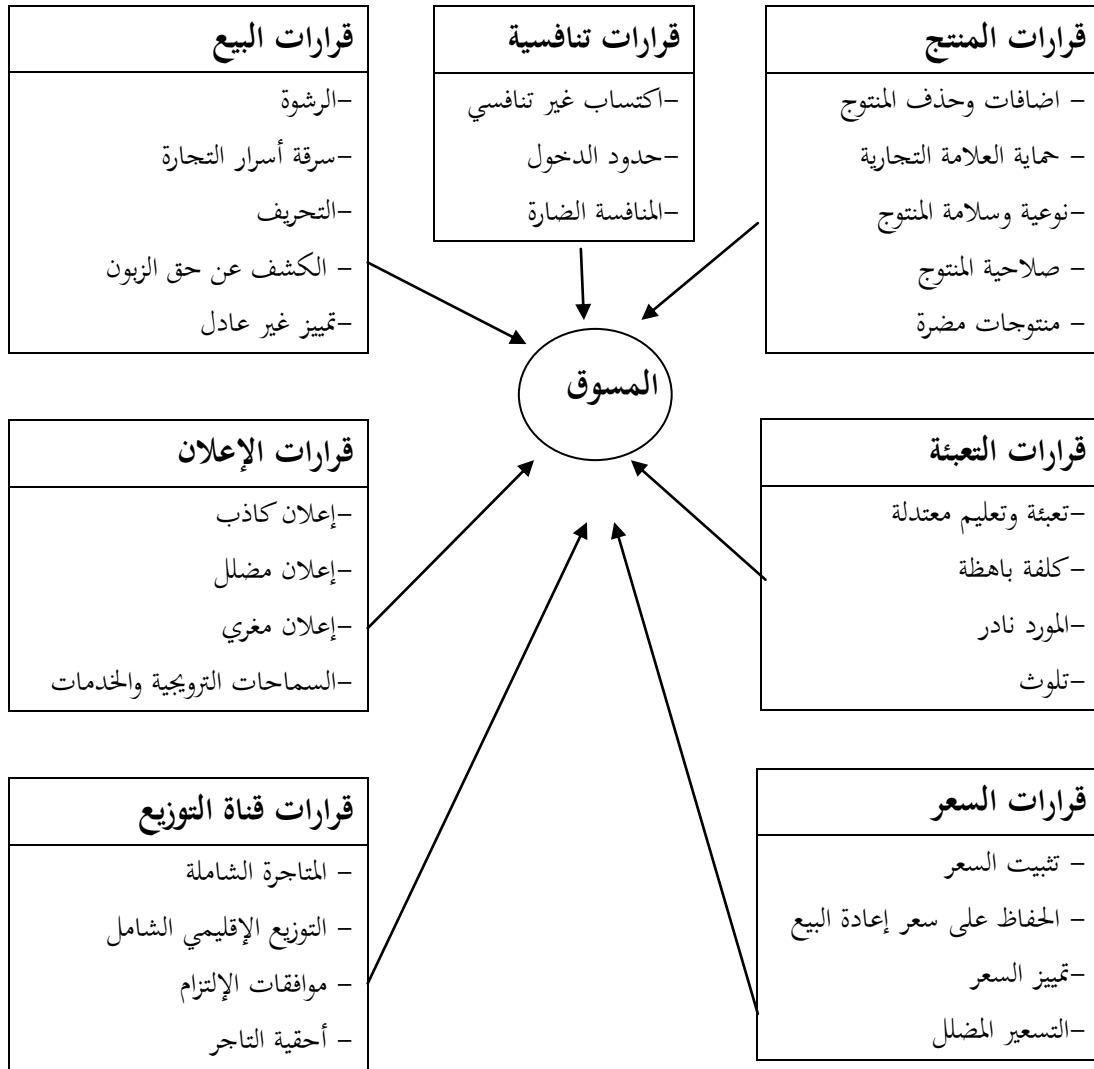 قرارات المنتج
- اضافات وحذف المنتوج
- حماية العلامة التجارية
-نوعية وسلامة المنتوج
- صلاحية المنتوج
- منتوجات مضرة
قرارات تنافسية
-اكتساب غير تنافسي
-حدود الدخول
-المنافسة الضارة
قرارات البيع
-الرشوة
-سرقة أسرار التجارة
-التحريف
- الكشف عن حق الزبون
-تمييز غير عادل
المسوق
قرارات التعبئة
-تعبئة وتعليم معتدلة
-كلفة باهظة
-المورد نادر
-تلوث
قرارات الإعلان
-إعلان كاذب
-إعلان مضلل
-إعلان مغري
-السماحات الترويجية والخدمات
قرارات السعر
- تثبيت السعر
- الحفاظ على سعر إعادة البيع
-تمييز السعر
-التسعير المضلل
قرارات قناة التوزيع
- المتاجرة الشاملة
- التوزيع الإقليمي الشامل
- موافقات الإلتزام
- أحقية التاجر